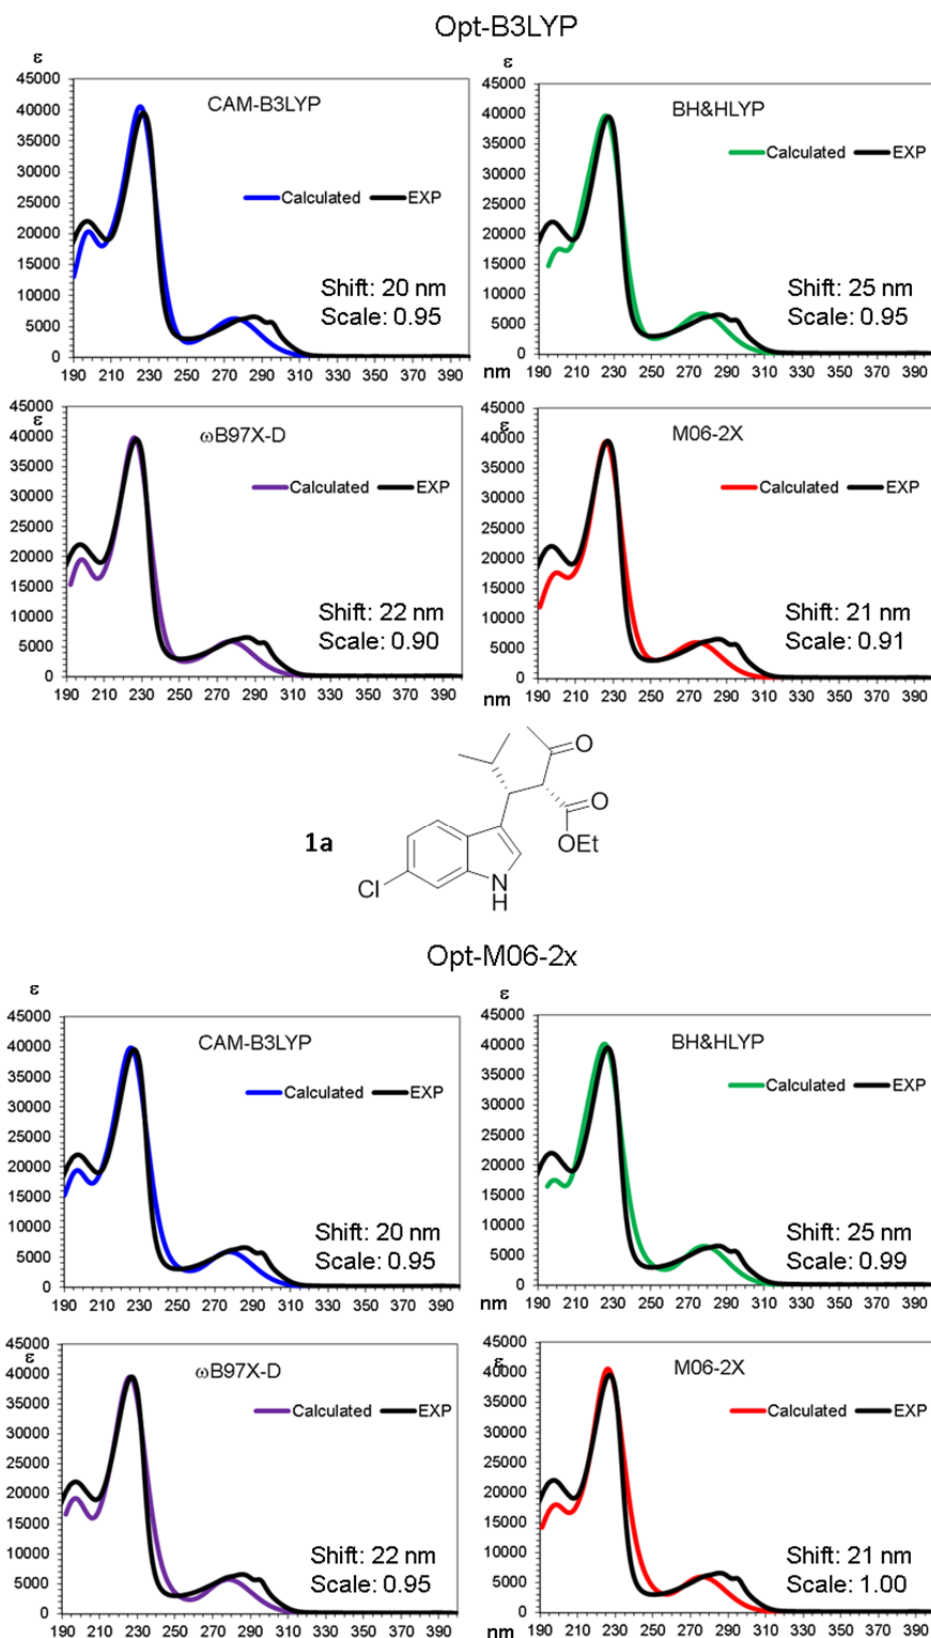 Opt-B3LYP
ε
45000
40000
35000
30000
25000
20000
15000
10000
5000
0
CAM-B3LYP
Calculated EXP
Shift: 20 nm
Scale: 0.95
190 210 230 250 270 290 310 330 350 370 390
ε
45000
40000
35000
30000
25000
20000
15000
10000
5000
0
BH&HLYP
Calculated EXP
Shift: 25 nm
Scale: 0.95
nm 190 210 230 250 270 290 310 330 350 370 390
45000
ε
40000
35000
30000
25000
20000
15000
10000
5000
0
ωB97X-D
Calculated EXP
Shift: 22 nm
Scale: 0.90
190 210 230 250 270 290 310 330 350 370 390
45000
ε
40000
35000
30000
25000
20000
15000
10000
5000
0
M06-2X
Calculated EXP
Shift: 21 nm
Scale: 0.91
nm 190 210 230 250 270 290 310 330 350 370 390
1a
O
O
OEt
Cl
N
H
Opt-M06-2x
ε
45000
40000
35000
30000
25000
20000
15000
10000
5000
0
CAM-B3LYP
Calculated EXP
Shift: 20 nm
Scale: 0.95
190 210 230 250 270 290 310 330 350 370 390
ε
45000
40000
35000
30000
25000
20000
15000
10000
5000
0
BH&HLYP
Calculated EXP
Shift: 25 nm
Scale: 0.99
nm 190 210 230 250 270 290 310 330 350 370 390
45000
ε
40000
35000
30000
25000
20000
15000
10000
5000
0
ωB97X-D
Calculated EXP
Shift: 22 nm
Scale: 0.95
190 210 230 250 270 290 310 330 350 370 390
45000
ε
40000
35000
30000
25000
20000
15000
10000
5000
0
M06-2X
Calculated EXP
Shift: 21 nm
Scale: 1.00
nm 190 210 230 250 270 290 310 330 350 370 390